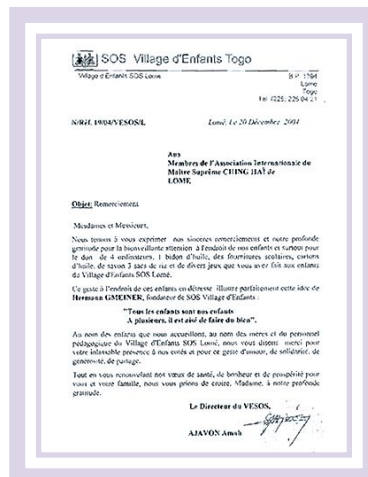 SOS Village d'Enfants Togo
Village d'Enfants SOS Lomé
B.P. 1794
Lome
Togo
Tel
N/Réf. 19/04/VESOS/L
Lomé, Le 20 Décembre 2004
Aux
Membres de l'Association Internationale du
Maître Suprême CHING HAÏ de
LOME
Objet: Remerciement
Mesdames et Messieurs,
Nous tenons à vous exprimer nos sincères remerciements et notre profonde
gratitude pour la bienveillante attention à l'endroit de nos enfants et surtout pour
le don de 4 ordinateurs, 1 bidon d'huile, des fournitures scolaires, cartons
d'huile, de savon 3 sacs de riz et de divers jeux que vous avez fait aux enfants
du Village d'Enfants SOS Lomé.
Ce geste à l'endroit de ces enfants en détresse illustre parfaitement cette idée de
Hermann GMEINER, fondateur de SOS Village d'Enfants :
"Tous les enfants sont nos enfants
A plusieurs, il est aisé de faire du bien".
Au nom des enfants que nous accueillons, au nom des mères et du personnel
pédagogique du Village d'Enfants SOS Lomé, nous vous disons merci pour
votre inlassable présence à nos cotés et pour ce geste d'amour, de solidarité, de
générosité, de partage.
Tout en vous renouvelant nos vœux de santé, de bonheur et de prospérité pour
vous et votre famille, nous vous prions de croire, Madame, à notre profonde
gratitude.
Le Directeur du VESOS,
AJAVON Amah